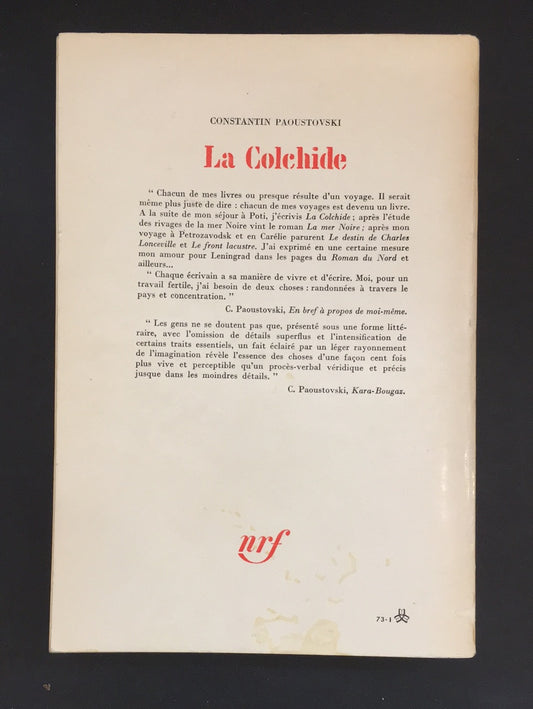 CONSTANTIN PAOUSTOVSKI
La Colchide
“ Chacun de mes livres ou presque résulte d'un voyage. Il serait
même plus juste de dire : chacun de mes voyages est devenu un livre.
A la suite de mon séjour à Poti, j'écrivis La Colchide ; après l'étude
des rivages de la mer Noire vint le roman La mer Noire ; après mon
voyage à Petrozavodsk et en Carélie parurent Le destin de Charles
Lonceville et Le front lacustre. J'ai exprimé en une certaine mesure
mon amour pour Leningrad dans les pages du Roman du Nord et
ailleurs...
“ Chaque écrivain a sa manière de vivre et d'écrire. Moi, pour un
travail fertile, j'ai besoin de deux choses : randonnées à travers le
pays et concentration. ”
C. Paoustovski, En bref à propos de moi-même.
“ Les gens ne se doutent pas que, présenté sous une forme litté-
raire, avec l'omission de détails superflus et l'intensification de
certains traits essentiels, un fait éclairé par un léger rayonnement
de l'imagination révèle l'essence des choses d'une façon cent fois
plus vive et perceptible qu'un procès-verbal véridique et précis
jusque dans les moindres détails. ”
C. Paoustovski, Kara-Bougaz.
nrf
73-1